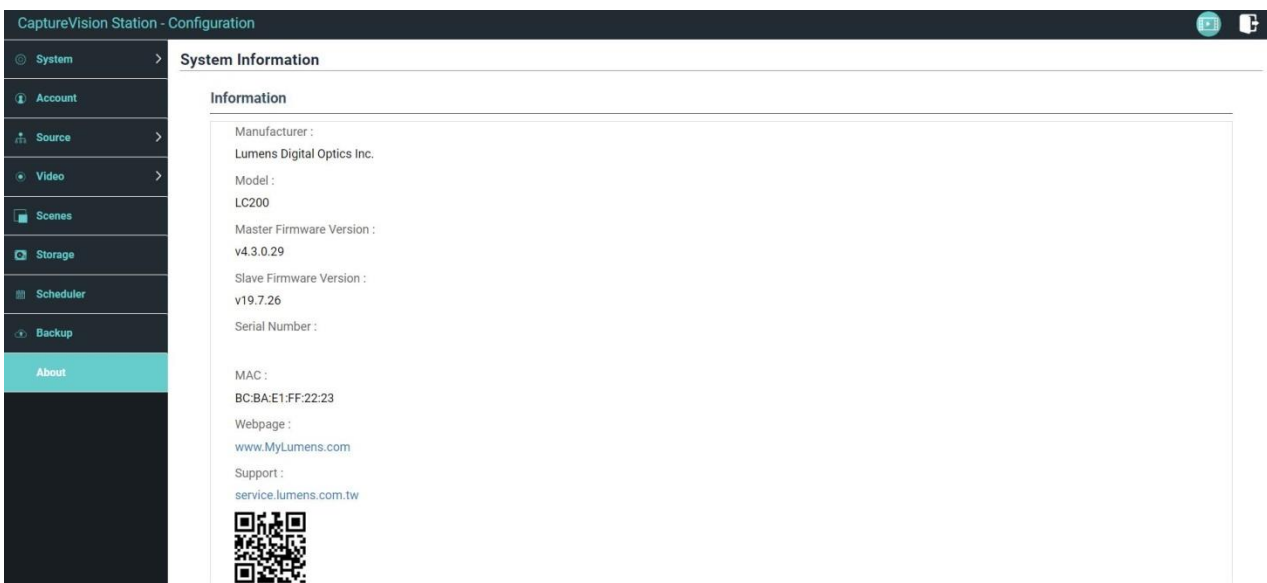 CaptureVision Station - Configuration
System
Account
Source
Video
Scenes
Storage
Scheduler
Backup
About
System Information
Information
Manufacturer :
Lumens Digital Optics Inc.
Model :
LC200
Master Firmware Version :
v4.3.0.29
Slave Firmware Version :
v19.7.26
Serial Number :
MAC :
BC:BA:E1:FF:22:23
Webpage :
www.MyLumens.com
Support :
service.lumens.com.tw